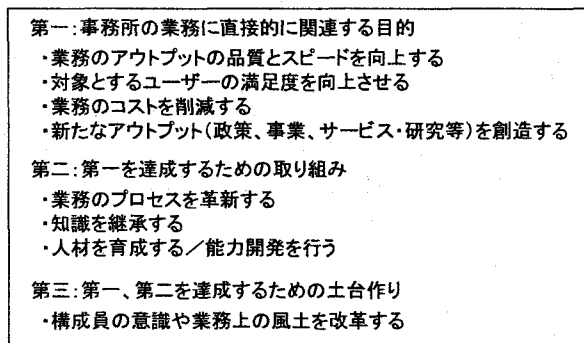 第一：事務所の業務に直接的に関連する目的
・業務のアウトプットの品質とスピードを向上する
・対象とするユーザーの満足度を向上させる
・業務のコストを削減する
・新たなアウトプット（政策、事業、サービス・研究等）を創造する
第二：第一を達成するための取り組み
・業務のプロセスを革新する
・知識を継承する
・人材を育成する／能力開発を行う
第三：第一、第二を達成するための土台作り
・構成員の意識や業務上の風土を改革する